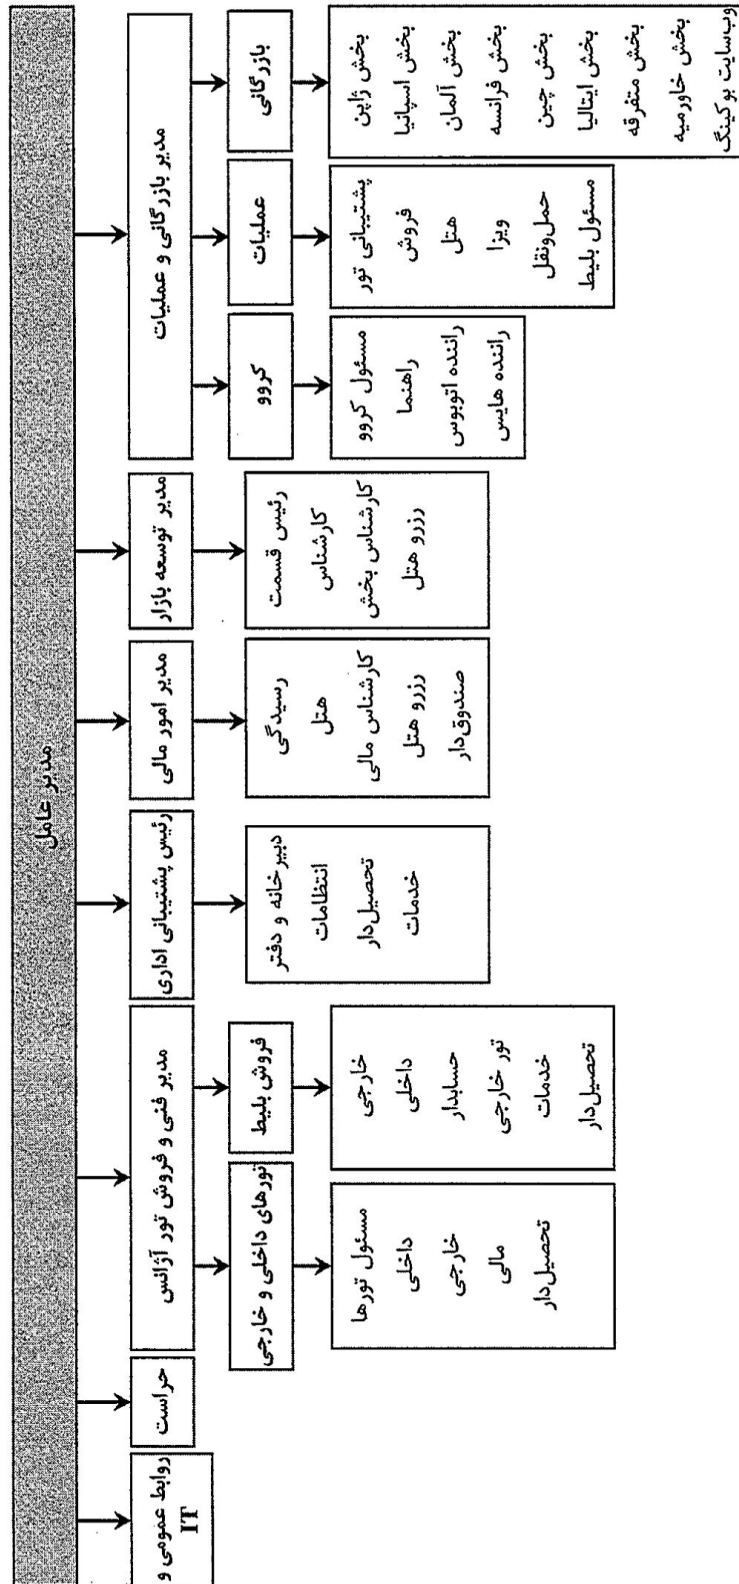 مدیر عامل
مدیر بازرگانی و عملیات
بازرگانی
بخش ژاپن
بخش اسپانیا
بخش آلمان
بخش فرانسه
بخش چین
بخش ایتالیا
بخش متفرقه
بخش خاورمیه
وب‌سایت بوکینگ
عملیات
پشتیبانی تور
فروش
هتل
ویزا
حمل‌ونقل
مسئول بلیط
کروو
مسئول کروو
راهنما
راننده اتوبوس
راننده هایس
مدیر توسعه بازار
رئیس قسمت
کارشناس
کارشناس بخش
رزرو هتل
مدیر امور مالی
رسیدگی
هتل
کارشناس مالی
رزرو هتل
صندوق‌دار
رئیس پشتیبانی اداری
دبیرخانه و دفتر
انتظامات
تحصیل‌دار
خدمات
مدیر فنی و فروش تور آژانس
فروش بلیط
خارجی
داخلی
حسابدار
تور خارجی
خدمات
تحصیل‌دار
تورهای داخلی و خارجی
مسئول تورها
داخلی
خارجی
مالی
تحصیل‌دار
حراست
روابط عمومی و
IT